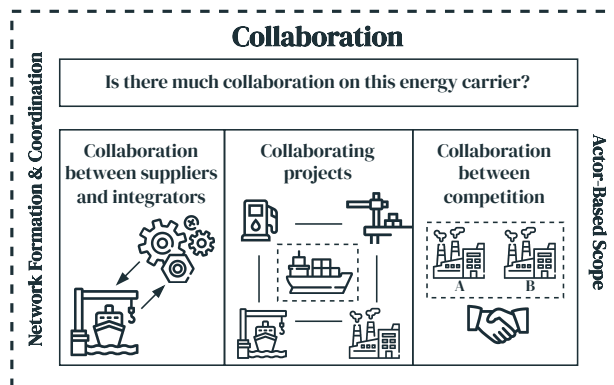 Collaboration
Is there much collaboration on this energy carrier?
Network Formation & Coordination
Collaboration
between suppliers
and integrators
Collaborating
projects
Collaboration
between
competition
A
B
Actor-Based Scope